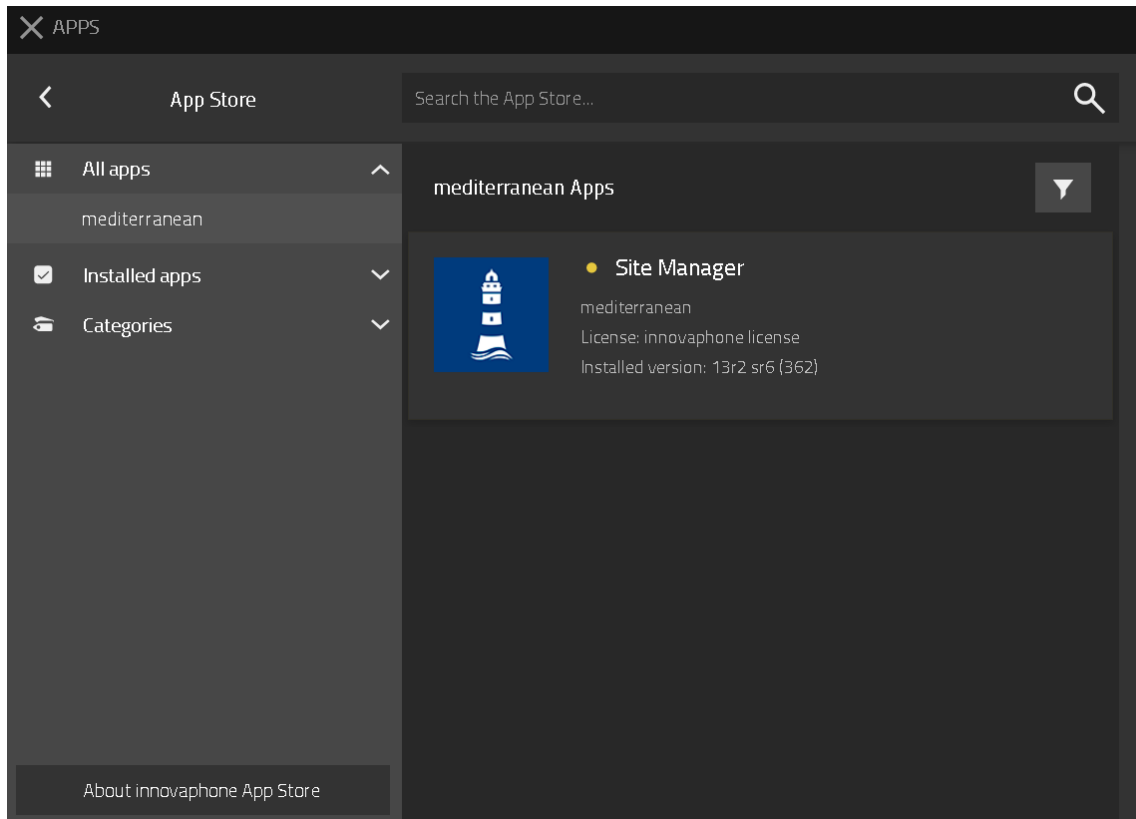 APPS
App Store
Search the App Store...
All apps
mediterranean
Installed apps
Categories
About innovaphone App Store
mediterranean Apps
Site Manager
mediterranean
License: innovaphone license
Installed version: 13r2 sr6 (362)